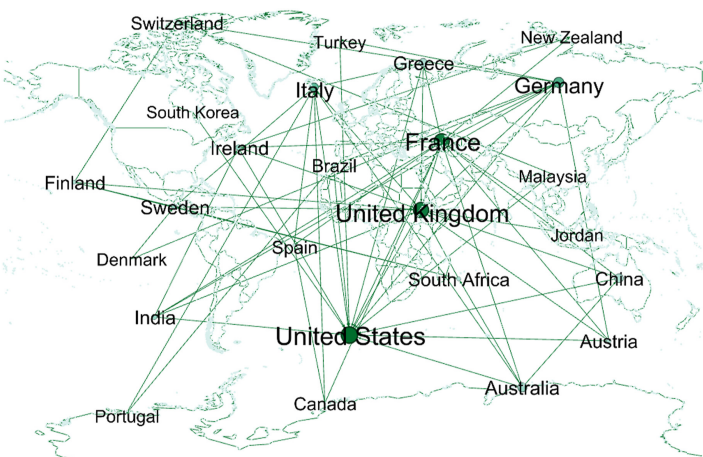 Switzerland
Turkey
New Zealand
Greece
Italy
Germany
South Korea
Ireland
France
Brazil
Malaysia
Finland
Sweden
United Kingdom
Jordan
Spain
Denmark
South Africa
China
India
United States
Austria
Australia
Canada
Portugal